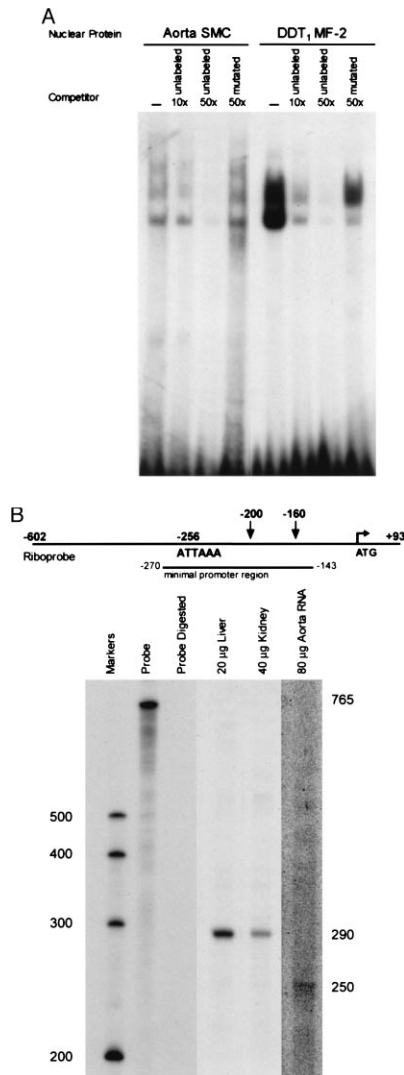 A
Nuclear Protein Aorta SMC DDT1 MF-2
Competitor — unlabeled 10x unlabeled 50x mutated 50x — unlabeled 10x unlabeled 50x mutated 50x
B
-200 -160
-602 -256 +93
Riboprobe ATTAAA ATG
-270 -143
minimal promoter region
Markers Probe Probe Digested 20 µg Liver 40 µg Kidney 80 µg Aorta RNA
765
500
400
300
290
250
200